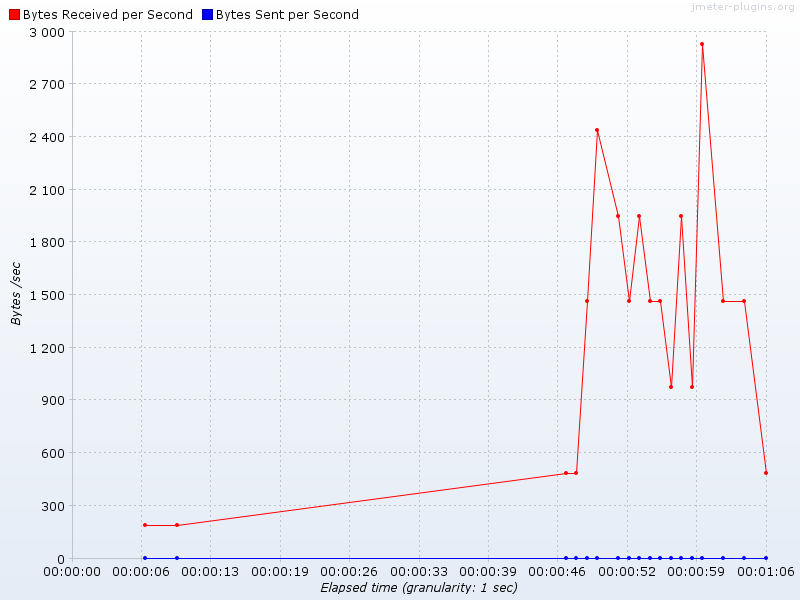 jmeter-plugins.org
Bytes Received per Second Bytes Sent per Second
3 000
2 700
2 400
2 100
1 800
1 500
1 200
900
600
300
0
Bytes /sec
00:00:00 00:00:06 00:00:13 00:00:19 00:00:26 00:00:33 00:00:39 00:00:46 00:00:52 00:00:59 00:01:06
Elapsed time (granularity: 1 sec)